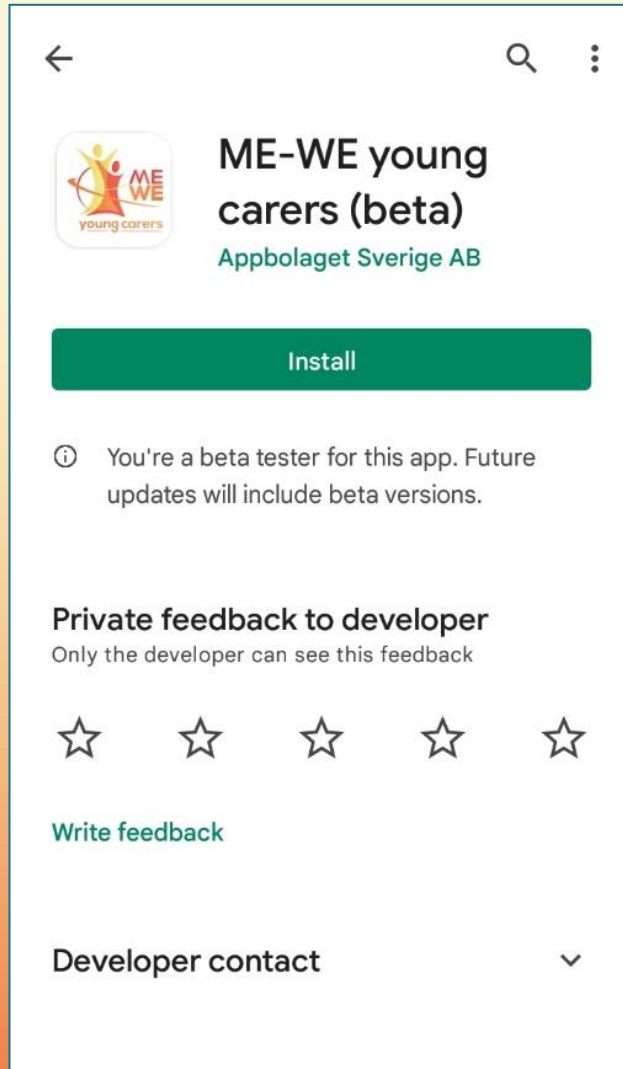 ME
WE
young carers
ME-WE young
carers (beta)
Appbolaget Sverige AB
Install
You're a beta tester for this app. Future
updates will include beta versions.
Private feedback to developer
Only the developer can see this feedback
Write feedback
Developer contact